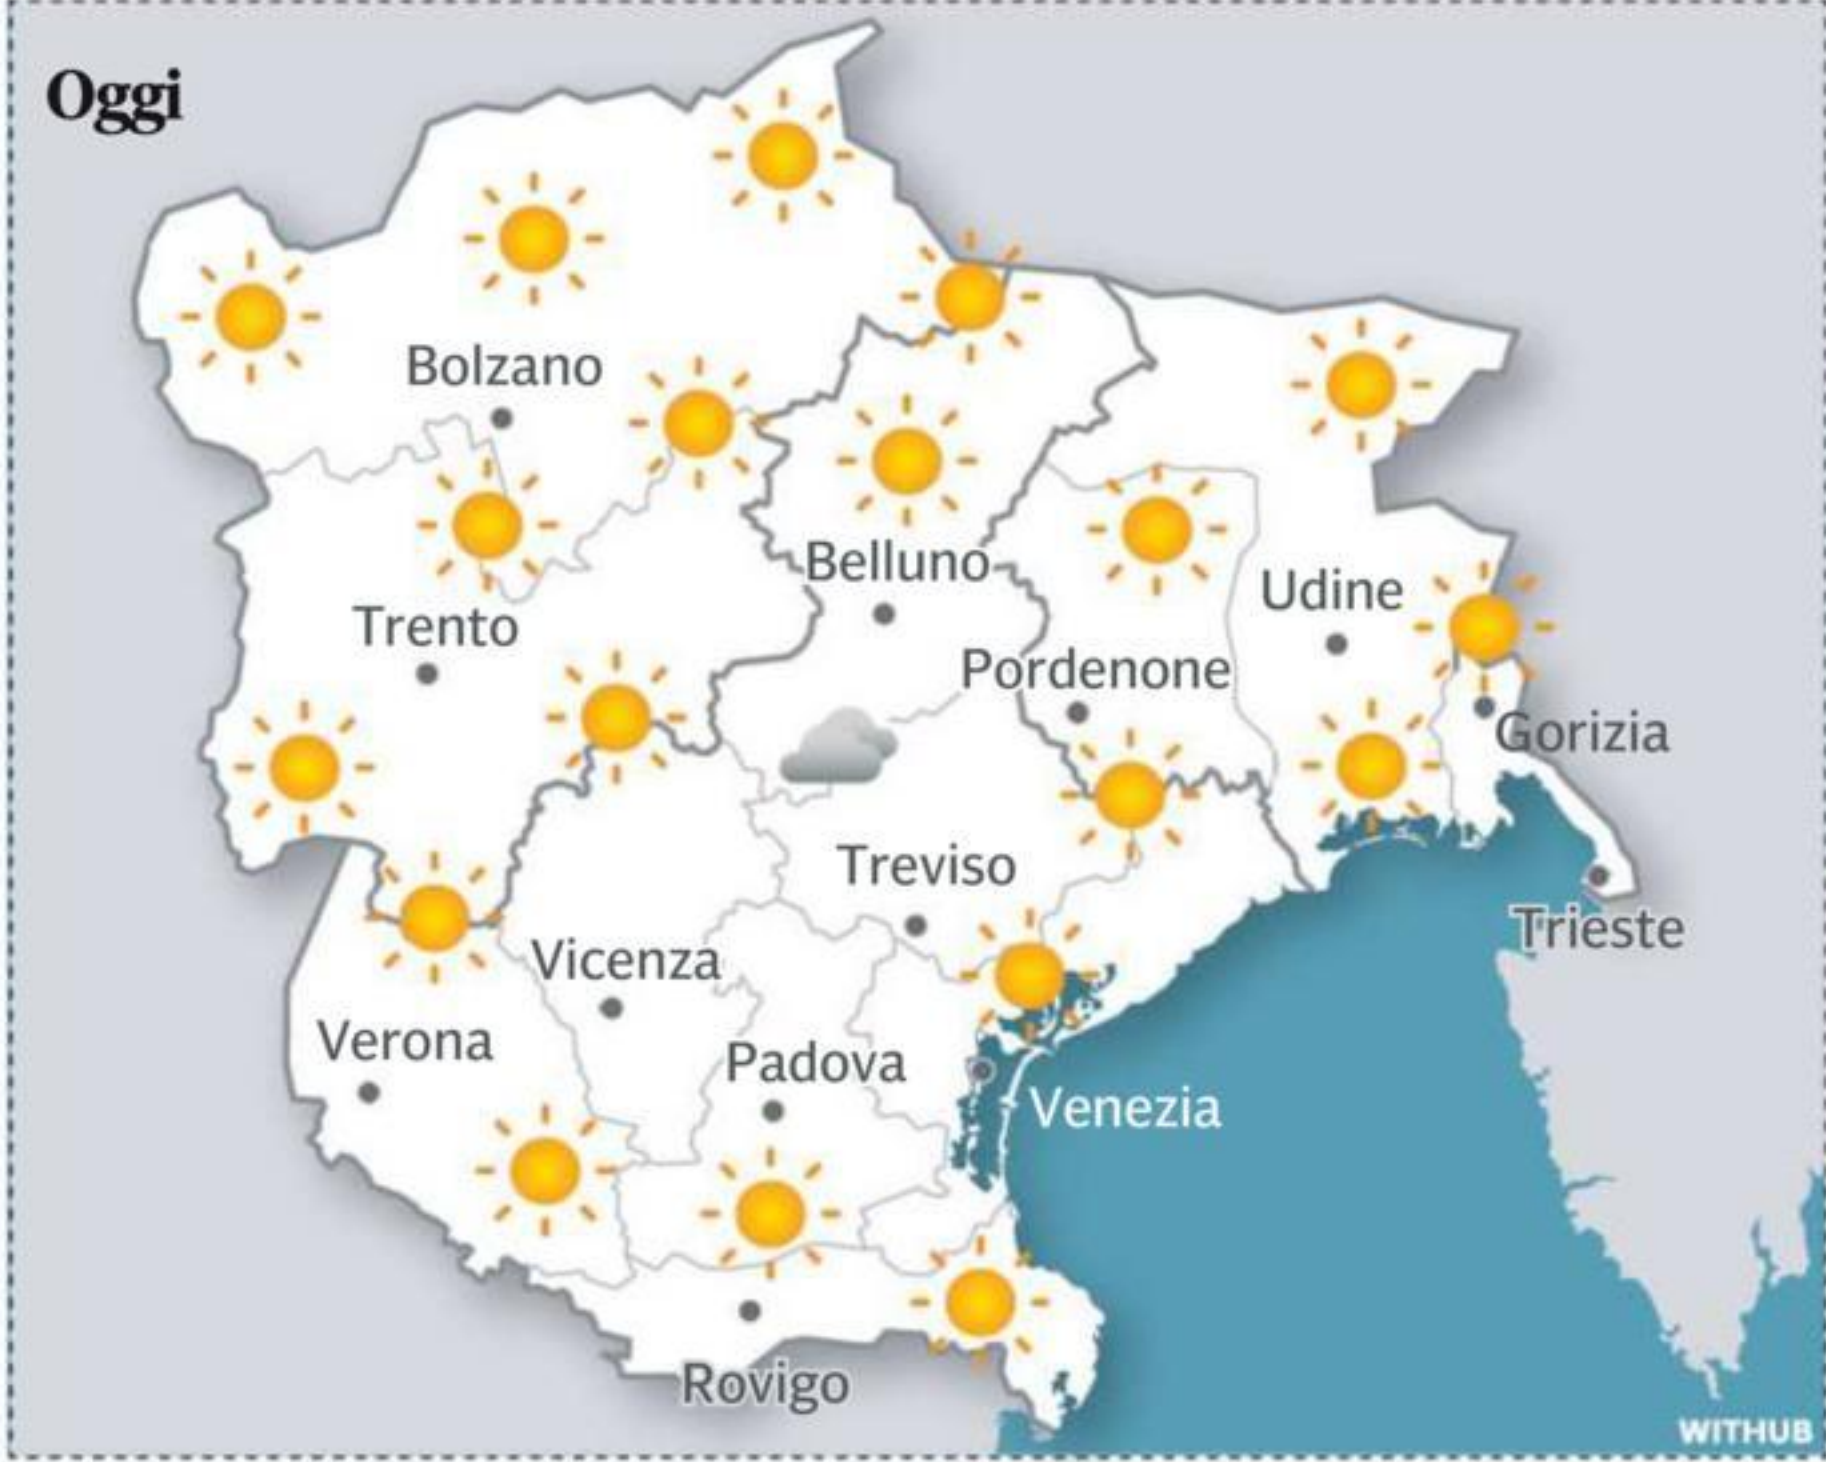 Oggi
Bolzano
Belluno
Udine
Trento
Pordenone
Gorizia
Treviso
Trieste
Vicenza
Verona
Padova
Venezia
Rovigo
WITHUB